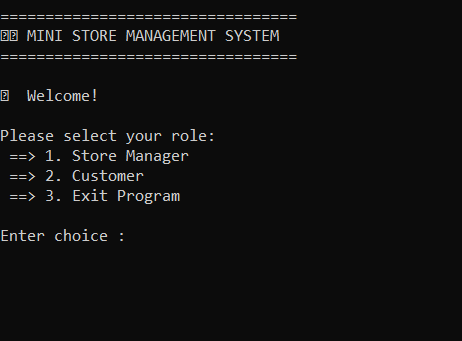 =================================
⍰⍰ MINI STORE MANAGEMENT SYSTEM
=================================
⍰  Welcome!
Please select your role:
 ==> 1. Store Manager
 ==> 2. Customer
 ==> 3. Exit Program
Enter choice :